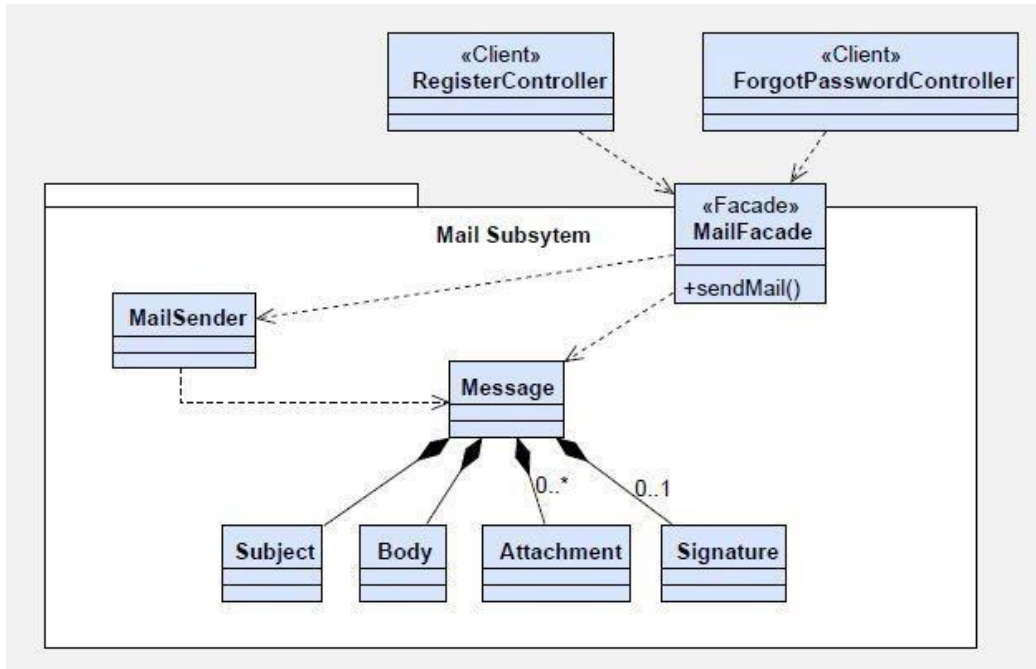 «Client»
RegisterController
«Client»
ForgotPasswordController
«Facade»
MailFacade
+sendMail()
Mail Subsytem
MailSender
Message
0..*
0..1
Subject
Body
Attachment
Signature